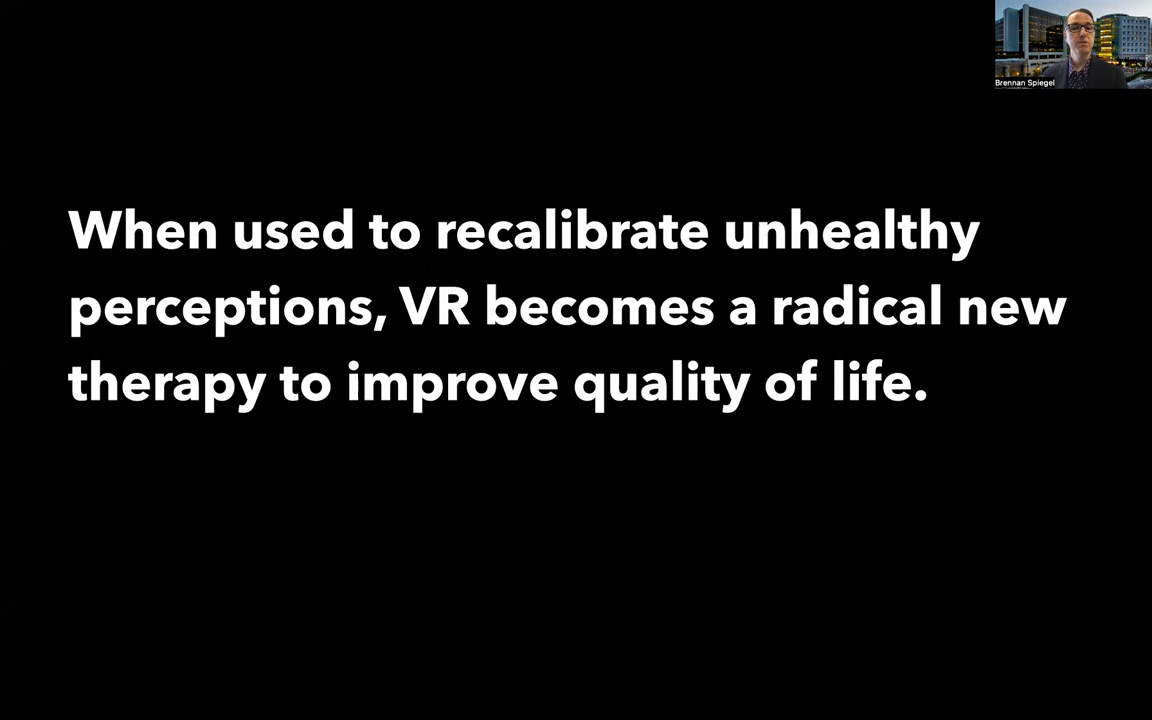 Brennan Spiegel
When used to recalibrate unhealthy
perceptions, VR becomes a radical new
therapy to improve quality of life.